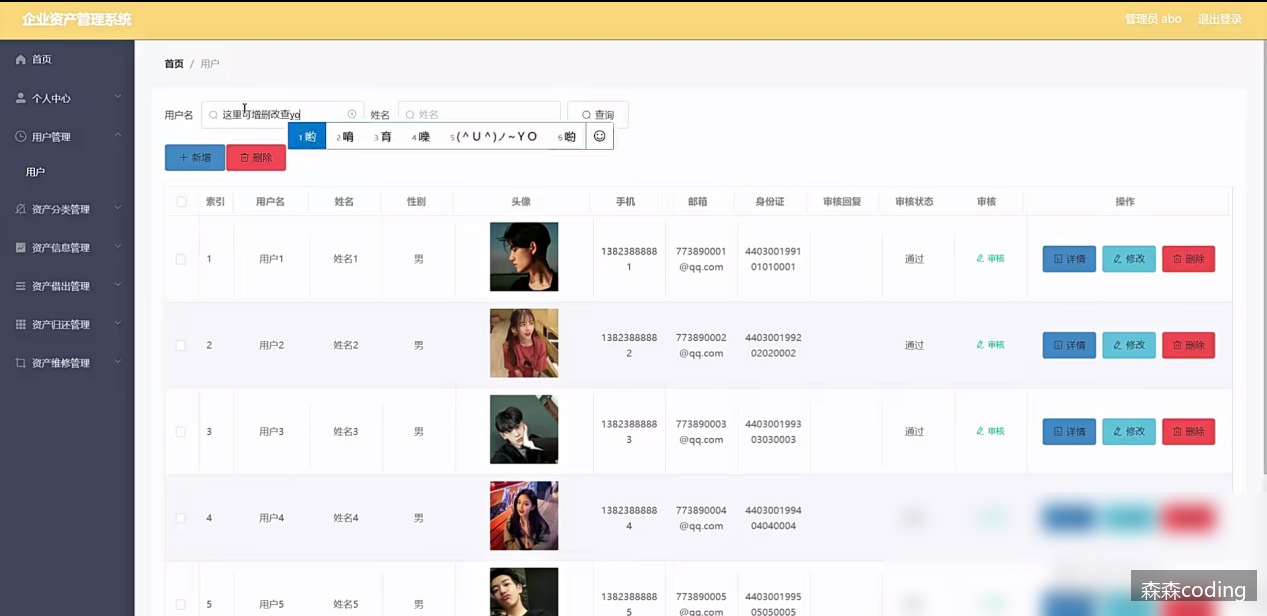 企业资产管理系统
管理员 abo 退出登录
首页
个人中心
用户管理
用户
资产分类管理
资产信息管理
资产借出管理
资产归还管理
资产维修管理
首页 / 用户
用户名 这里可增删改查yo 姓名 姓名 查询
1哟 2唷 3育 4嚛 5(^U^)ノ~YO 6哟
新增 删除
索引 用户名 姓名 性别 头像 手机 邮箱 身份证 审核回复 审核状态 审核 操作
1 用户1 姓名1 男 13823888881 773890001@qq.com 440300199101010001 通过 审核 详情 修改 删除
2 用户2 姓名2 男 13823888882 773890002@qq.com 440300199202020002 通过 审核 详情 修改 删除
3 用户3 姓名3 男 13823888883 773890003@qq.com 440300199303030003 通过 审核 详情 修改 删除
4 用户4 姓名4 男 13823888884 773890004@qq.com 440300199404040004
5 用户5 姓名5 男 13823888885 773890005@qq.com 440300199505050005
森森coding